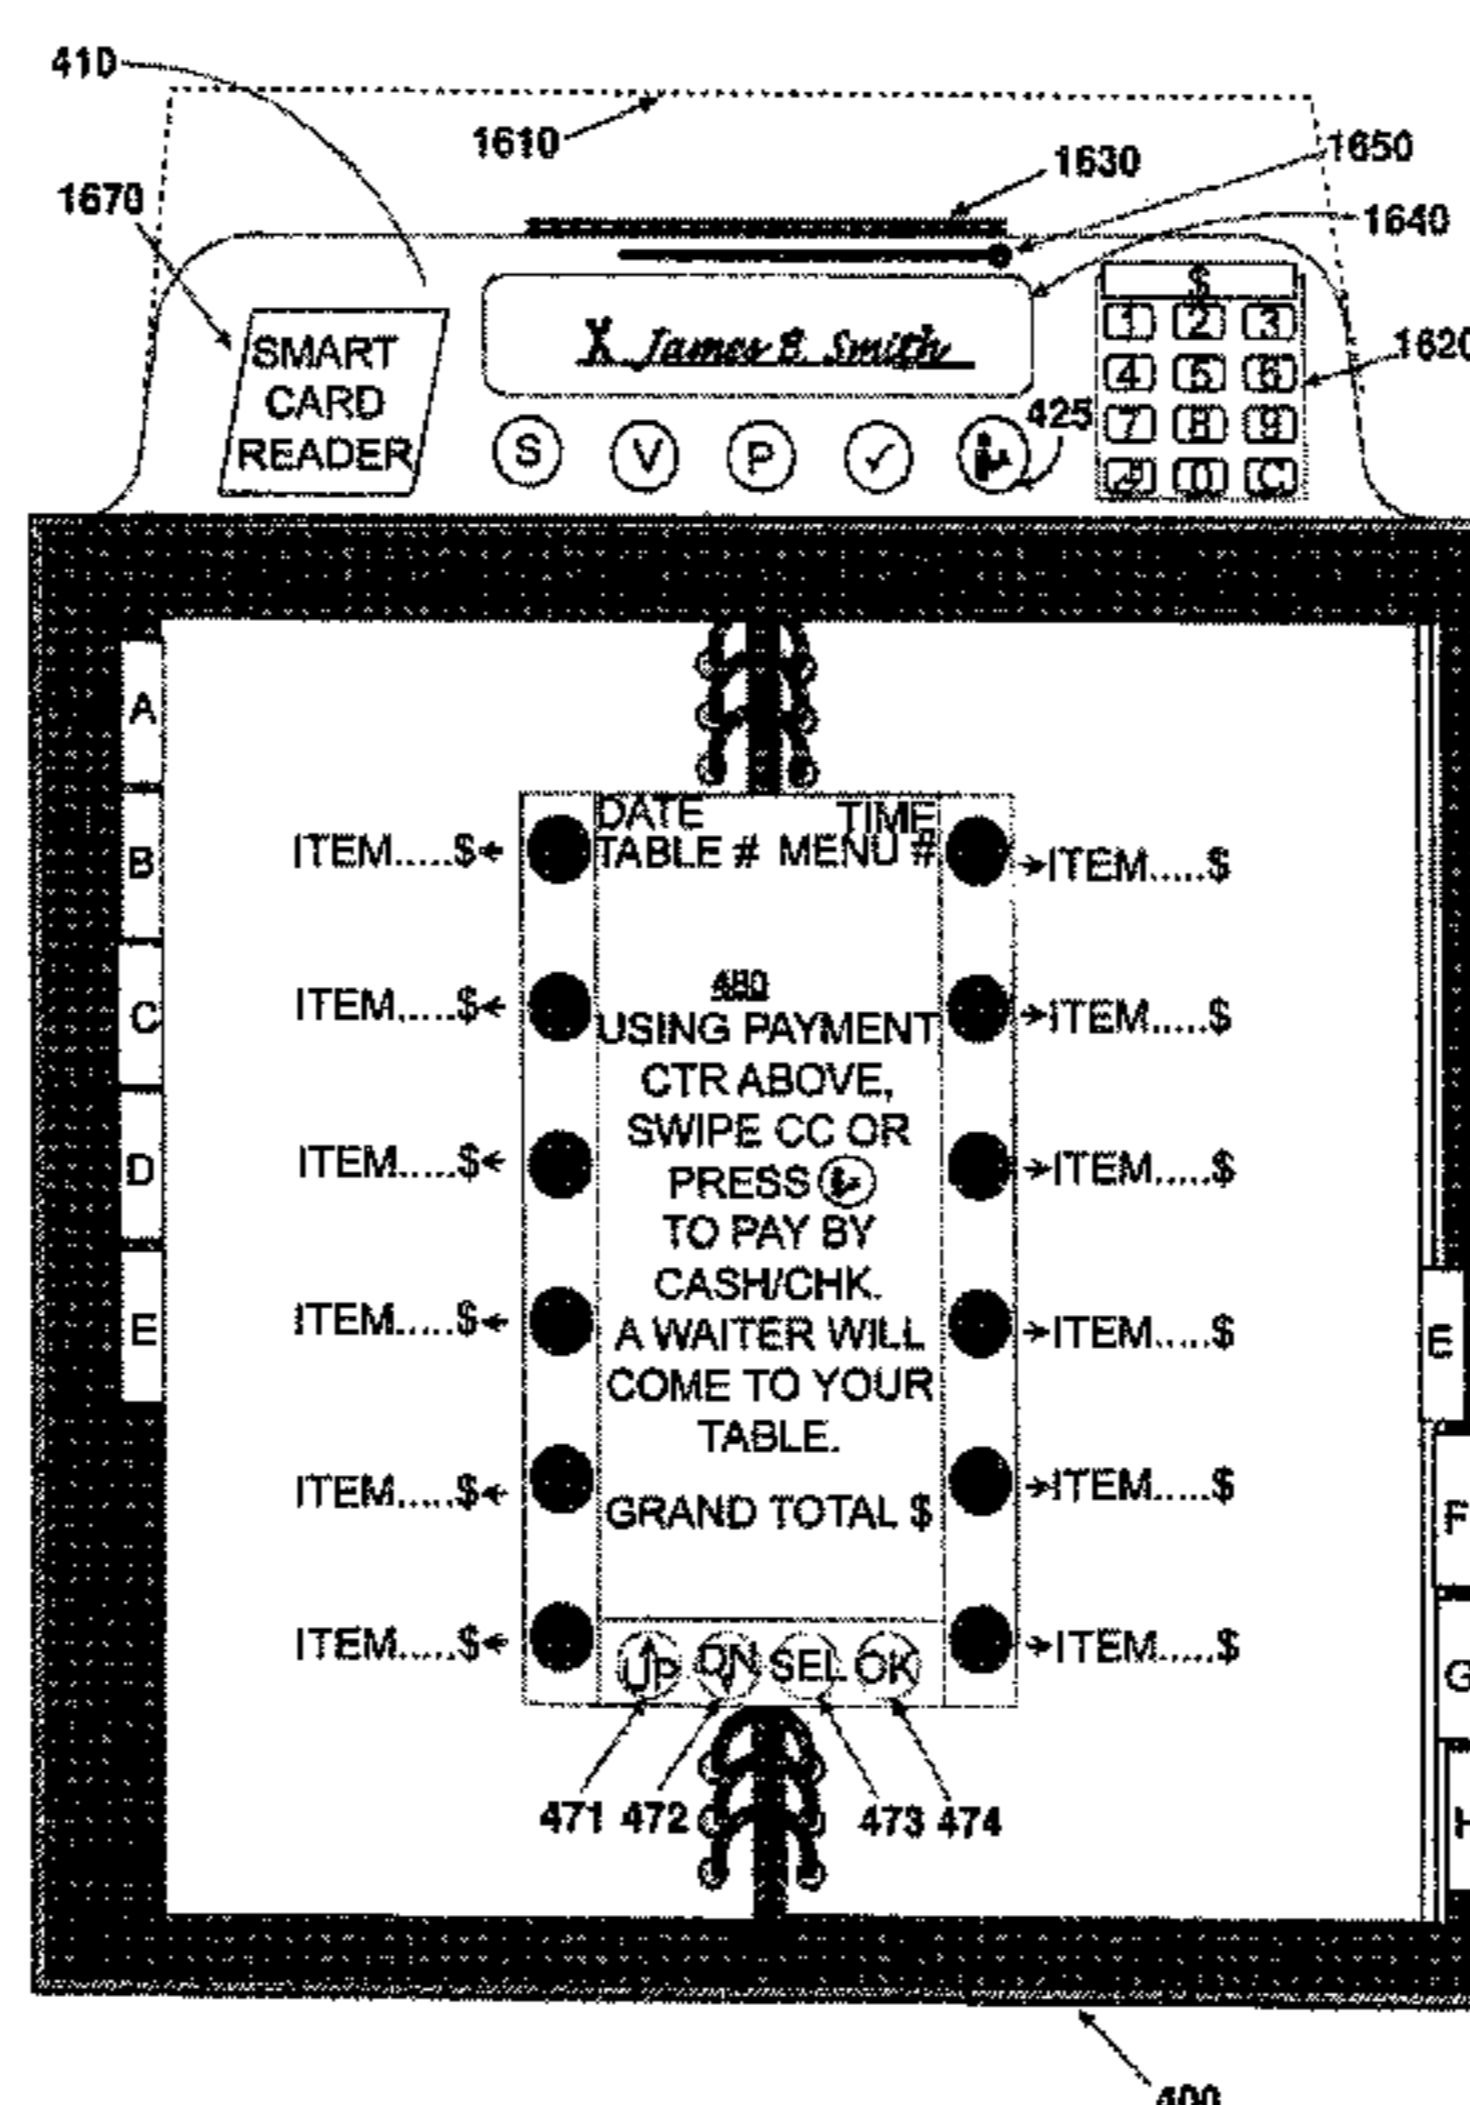 410
1610
1630
1650
1670
1640
$
1 2 3
SMART
CARD
READER
X James B. Smith
1620
4 5 6
425
7 8 9
S V P ✓
0 C
A
B
C
D
E
DATE TIME
TABLE # MENU #
ITEM.....$ ITEM.....$
480
ITEM.....$ ITEM.....$
USING PAYMENT
CTR ABOVE,
SWIPE CC OR
ITEM.....$ ITEM.....$
PRESS
TO PAY BY
CASH/CHK.
ITEM.....$ ITEM.....$
A WAITER WILL
COME TO YOUR
TABLE.
ITEM.....$ ITEM.....$
GRAND TOTAL $
ITEM.....$ ITEM.....$
UP DN SEL OK
E
F
G
H
471 472 473 474
400